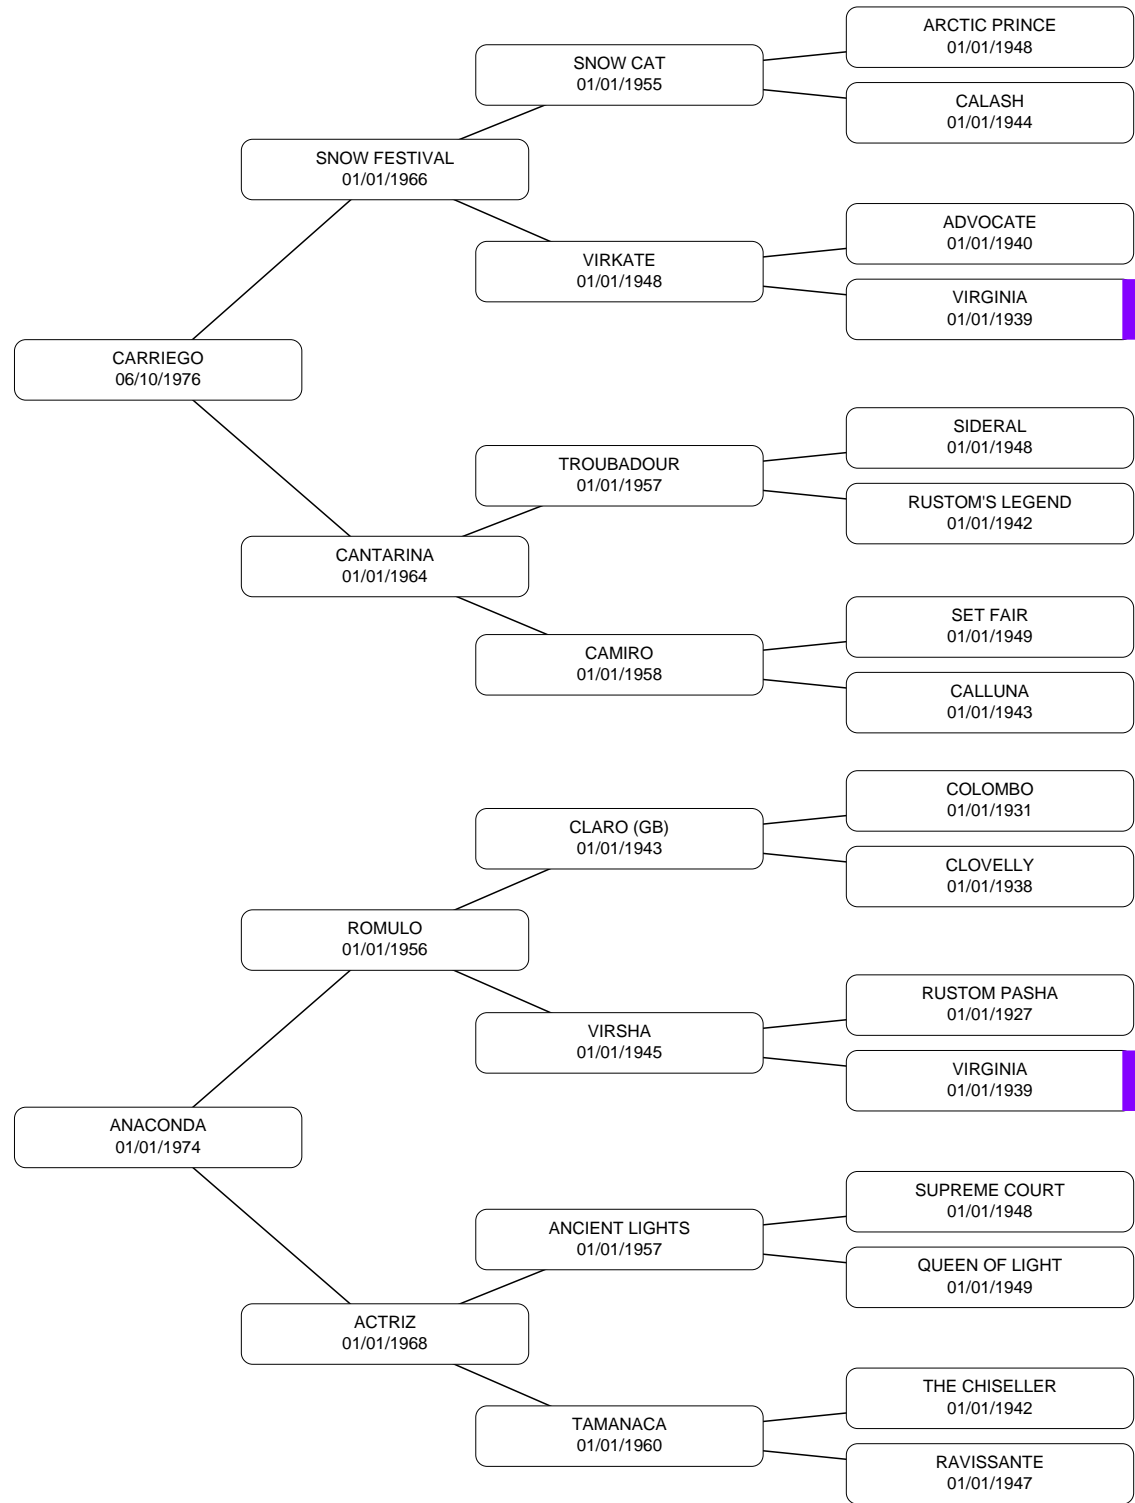 ARCTIC PRINCE
01/01/1948
SNOW CAT
01/01/1955
CALASH
01/01/1944
SNOW FESTIVAL
01/01/1966
ADVOCATE
01/01/1940
VIRKATE
01/01/1948
VIRGINIA
01/01/1939
CARRIEGO
06/10/1976
SIDERAL
01/01/1948
TROUBADOUR
01/01/1957
RUSTOM'S LEGEND
01/01/1942
CANTARINA
01/01/1964
SET FAIR
01/01/1949
CAMIRO
01/01/1958
CALLUNA
01/01/1943
COLOMBO
01/01/1931
CLARO (GB)
01/01/1943
CLOVELLY
01/01/1938
ROMULO
01/01/1956
RUSTOM PASHA
01/01/1927
VIRSHA
01/01/1945
VIRGINIA
01/01/1939
ANACONDA
01/01/1974
SUPREME COURT
01/01/1948
ANCIENT LIGHTS
01/01/1957
QUEEN OF LIGHT
01/01/1949
ACTRIZ
01/01/1968
THE CHISELLER
01/01/1942
TAMANACA
01/01/1960
RAVISSANTE
01/01/1947